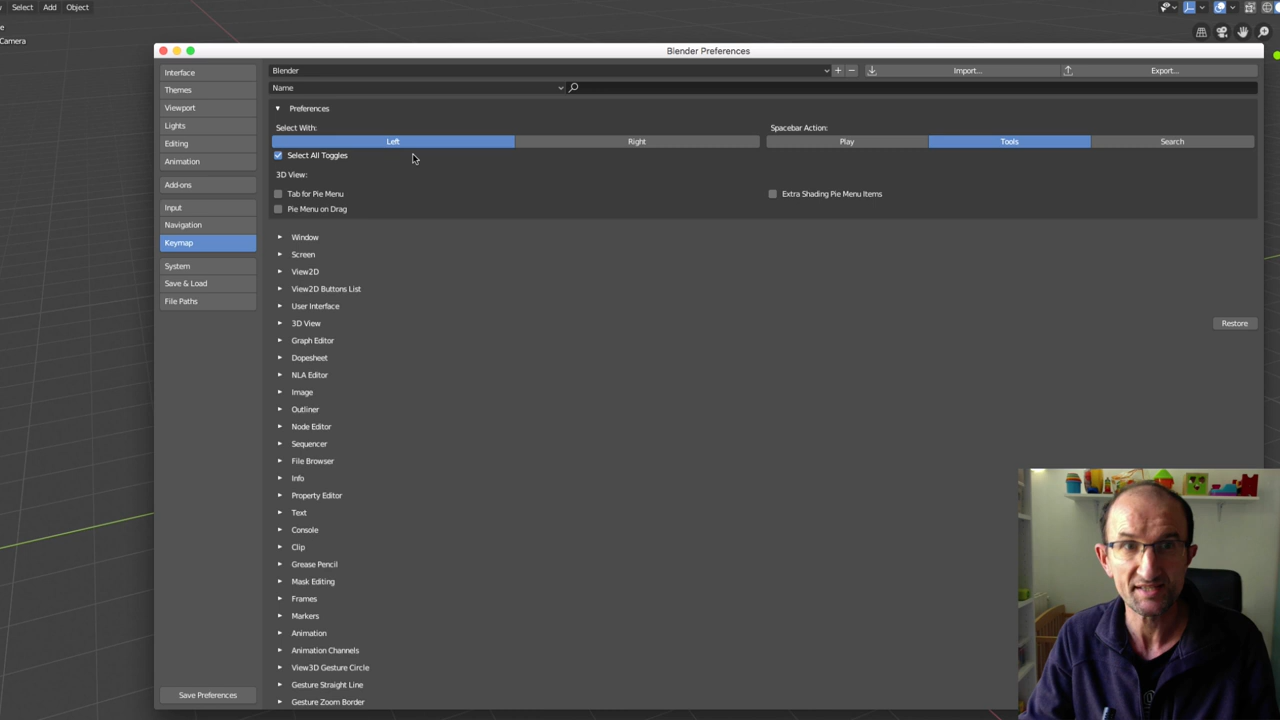 Select Add Object
Camera
Blender Preferences
Interface
Themes
Viewport
Lights
Editing
Animation
Add-ons
Input
Navigation
Keymap
System
Save & Load
File Paths
Save Preferences
Blender
Import...
Export...
Name
Preferences
Select With:
Spacebar Action:
Left
Right
Play
Tools
Search
Select All Toggles
3D View:
Tab for Pie Menu
Extra Shading Pie Menu Items
Pie Menu on Drag
Window
Screen
View2D
View2D Buttons List
User Interface
3D View
Restore
Graph Editor
Dopesheet
NLA Editor
Image
Outliner
Node Editor
Sequencer
File Browser
Info
Property Editor
Text
Console
Clip
Grease Pencil
Mask Editing
Frames
Markers
Animation
Animation Channels
View3D Gesture Circle
Gesture Straight Line
Gesture Zoom Border